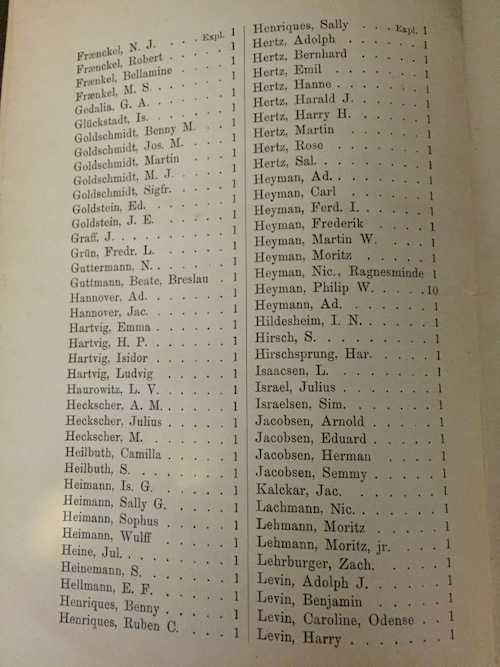 Frænckel, N. J. . . . Expl. 1
Frænckel, Robert . . . . 1
Frænkel, Bellamine . . . . 1
Frænkel, M. S. . . . . . 1
Gedalia, G. A. . . . . . 1
Glückstadt, Is. . . . . . 1
Goldschmidt, Benny M. . . 1
Goldschmidt, Jos. M. . . . 1
Goldschmidt, Martin . . . 1
Goldschmidt, M. J. . . . . 1
Goldschmidt, Sigfr. . . . . 1
Goldstein, Ed. . . . . . 1
Goldstein, J. E. . . . . . 1
Graff, J. . . . . . . . . 1
Grün, Fredr. L. . . . . . 1
Guttermann, N. . . . . . 1
Guttmann, Beate, Breslau . 1
Hannover, Ad. . . . . . 1
Hannover, Jac. . . . . . 1
Hartvig, Emma . . . . . 1
Hartvig, H. P. . . . . . 1
Hartvig, Isidor . . . . . 1
Hartvig, Ludvig . . . . . 1
Haurowitz, L. V. . . . . 1
Heckscher, A. M. . . . . 1
Heckscher, Julius . . . . 1
Heckscher, M. . . . . . 1
Heilbuth, Camilla . . . . 1
Heilbuth, S. . . . . . . 1
Heimann, Is. G. . . . . . 1
Heimann, Sally G. . . . . 1
Heimann, Sophus . . . . 1
Heimann, Wulff . . . . . 1
Heine, Jul. . . . . . . . 1
Heinemann, S. . . . . . 1
Hellmann, E. F. . . . . . 1
Henriques, Benny . . . . 1
Henriques, Ruben C. . . . 1
Henriques, Sally . . . Expl. 1
Hertz, Adolph . . . . . 1
Hertz, Bernhard . . . . . 1
Hertz, Emil . . . . . . 1
Hertz, Hanne . . . . . . 1
Hertz, Harald J. . . . . . 1
Hertz, Harry H. . . . . . 1
Hertz, Martin . . . . . . 1
Hertz, Rose . . . . . . 1
Hertz, Sal. . . . . . . . 1
Heyman, Ad. . . . . . . 1
Heyman, Carl . . . . . . 1
Heyman, Ferd. I. . . . . . 1
Heyman, Frederik . . . . 1
Heyman, Martin W. . . . . 1
Heyman, Moritz . . . . . 1
Heyman, Nic., Ragnesminde 1
Heyman, Philip W. . . . . 10
Heymann, Ad. . . . . . . 1
Hildesheim, I. N. . . . . . 1
Hirsch, S. . . . . . . . 1
Hirschsprung, Har. . . . . 1
Isaacsen, L. . . . . . . 1
Israel, Julius . . . . . . 1
Israelsen, Sim. . . . . . 1
Jacobsen, Arnold . . . . . 1
Jacobsen, Eduard . . . . . 1
Jacobsen, Herman . . . . 1
Jacobsen, Semmy . . . . . 1
Kalckar, Jac. . . . . . . 1
Lachmann, Nic. . . . . . 1
Lehmann, Moritz . . . . . 1
Lehmann, Moritz, jr. . . . . 1
Lehrburger, Zach. . . . . . 1
Levin, Adolph J. . . . . . 1
Levin, Benjamin . . . . . 1
Levin, Caroline, Odense . . 1
Levin, Harry . . . . . . 1